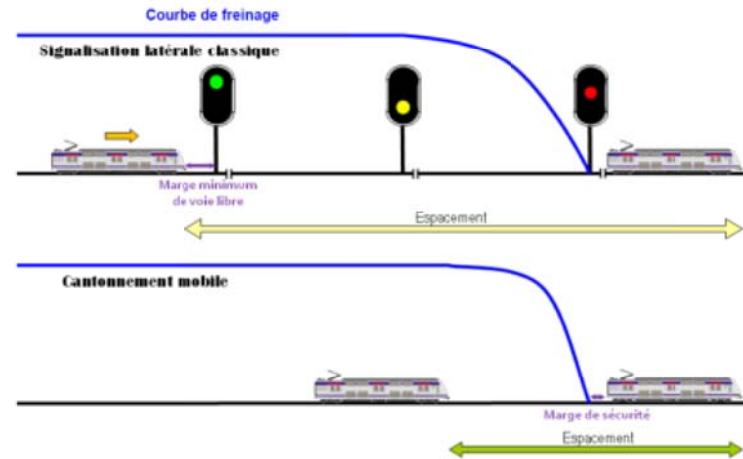 Courbe de freinage
Signalisation latérale classique
Marge minimum
de voie libre
Espacement
Cantonnement mobile
Marge de sécurité
Espacement